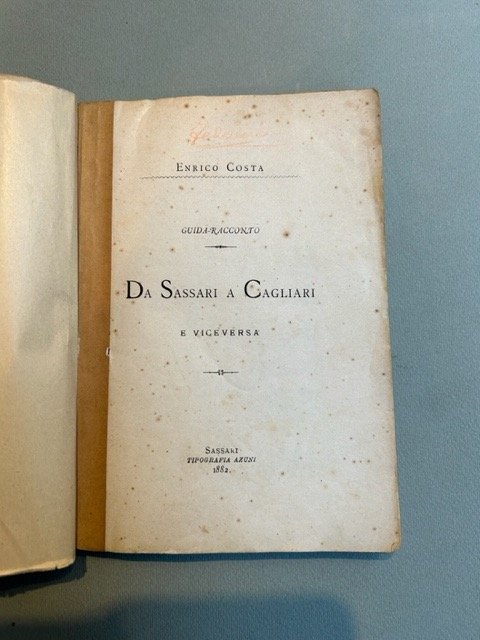 ENRICO COSTA
GUIDA-RACCONTO
DA SASSARI A CAGLIARI
E VICEVERSA
SASSARI
TIPOGRAFIA AZUNI
1882.